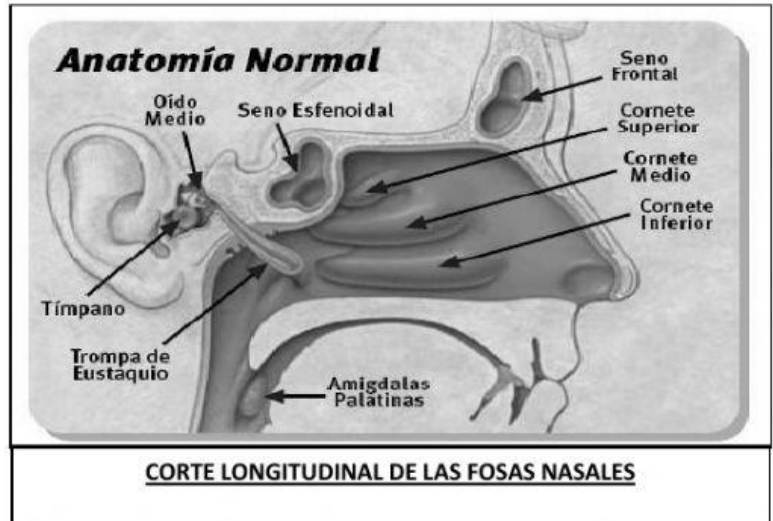 Anatomía Normal
Oído
Medio
Seno Esfenoidal
Seno
Frontal
Cornete
Superior
Cornete
Medio
Cornete
Inferior
Tímpano
Trompa de
Eustaquio
Amigdalas
Palatinas
CORTE LONGITUDINAL DE LAS FOSAS NASALES